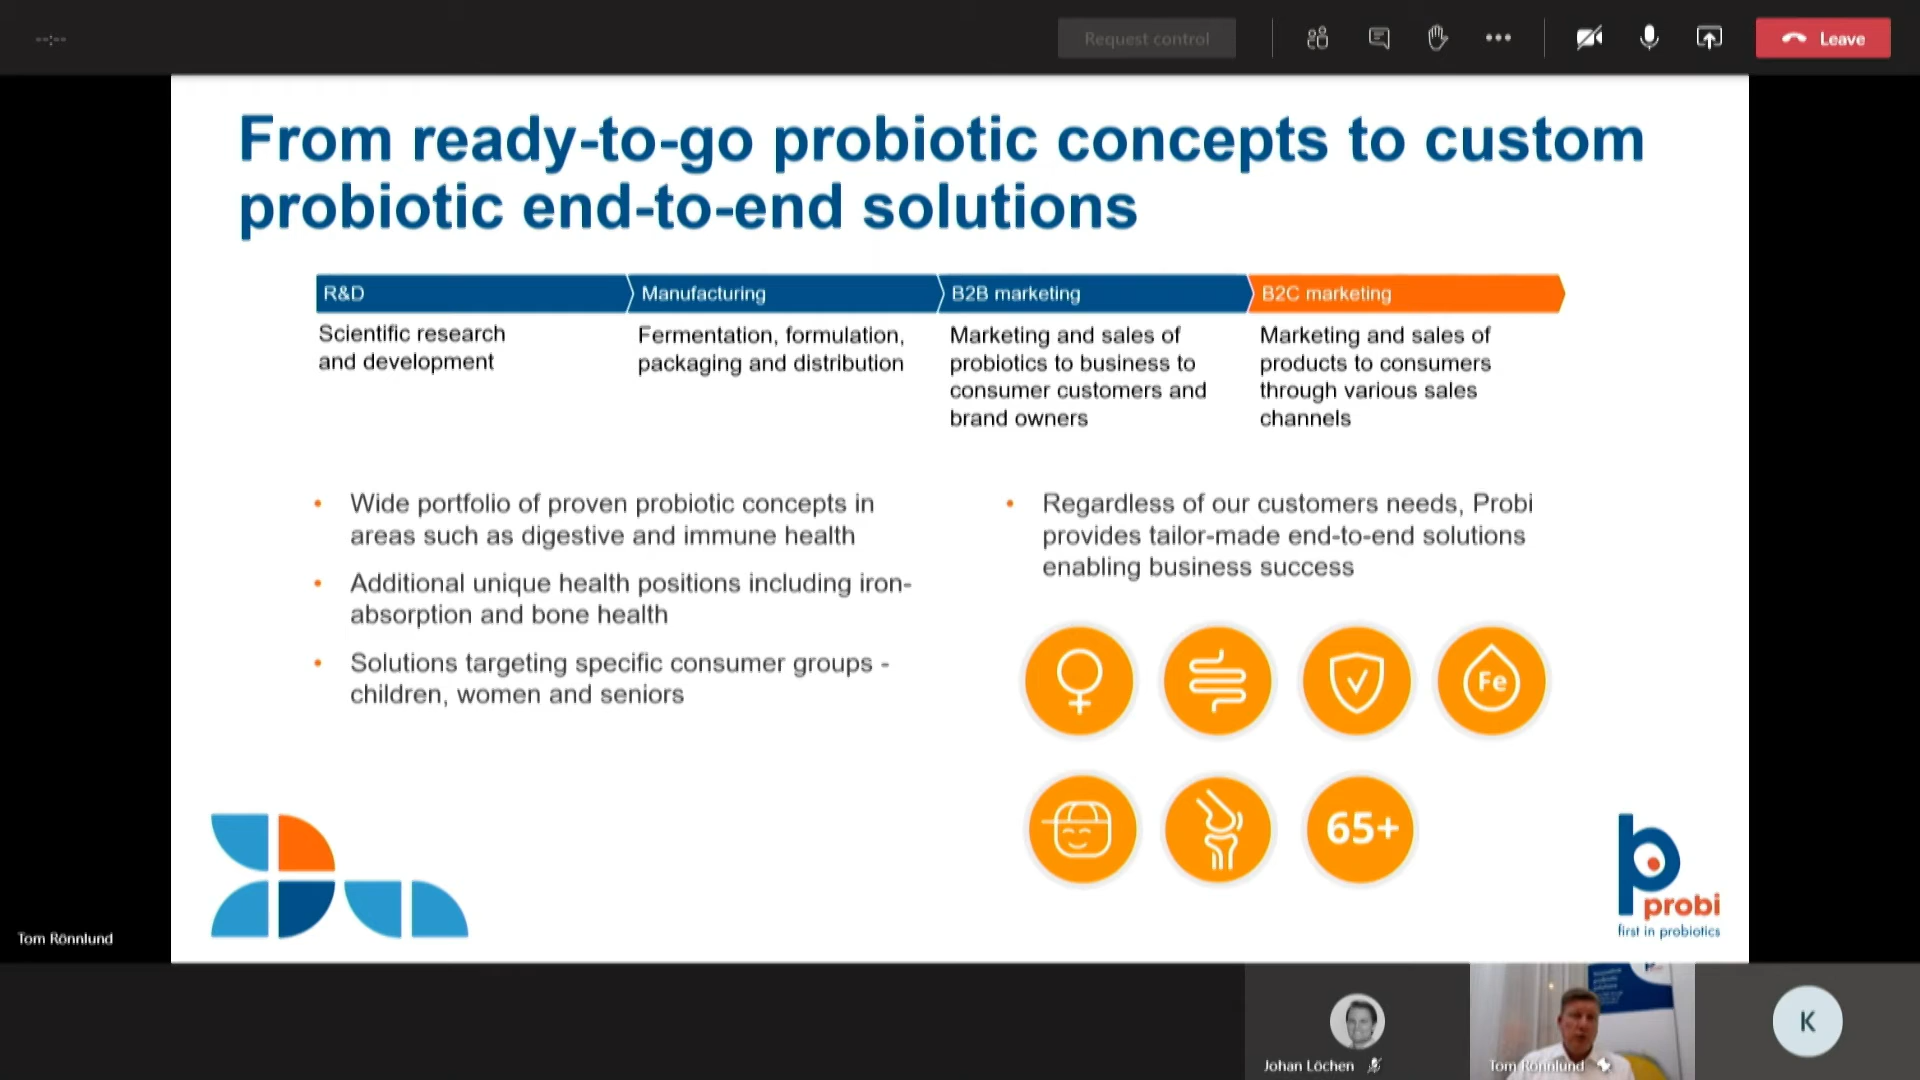 --:--
Request control
Leave
From ready-to-go probiotic concepts to custom
probiotic end-to-end solutions
R&D
Manufacturing
B2B marketing
B2C marketing
Scientific research
and development
Fermentation, formulation,
packaging and distribution
Marketing and sales of
probiotics to business to
consumer customers and
brand owners
Marketing and sales of
products to consumers
through various sales
channels
• Wide portfolio of proven probiotic concepts in
areas such as digestive and immune health
• Additional unique health positions including iron-
absorption and bone health
• Solutions targeting specific consumer groups -
children, women and seniors
• Regardless of our customers needs, Probi
provides tailor-made end-to-end solutions
enabling business success
Fe
65+
probi
first in probiotics
Tom Rönnlund
Johan Löchen
Tom Rönnlund
K